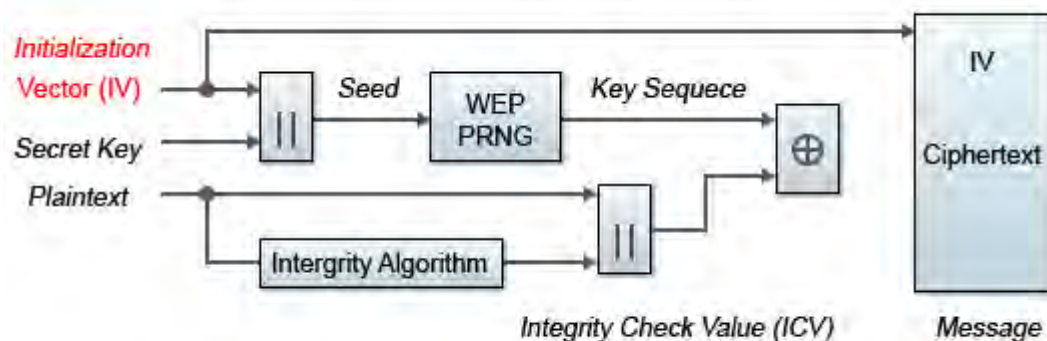 Initialization
Vector (IV)
Secret Key
Plaintext
||
Seed
WEP
PRNG
Key Sequece
⊕
Intergrity Algorithm
||
Integrity Check Value (ICV)
IV
Ciphertext
Message